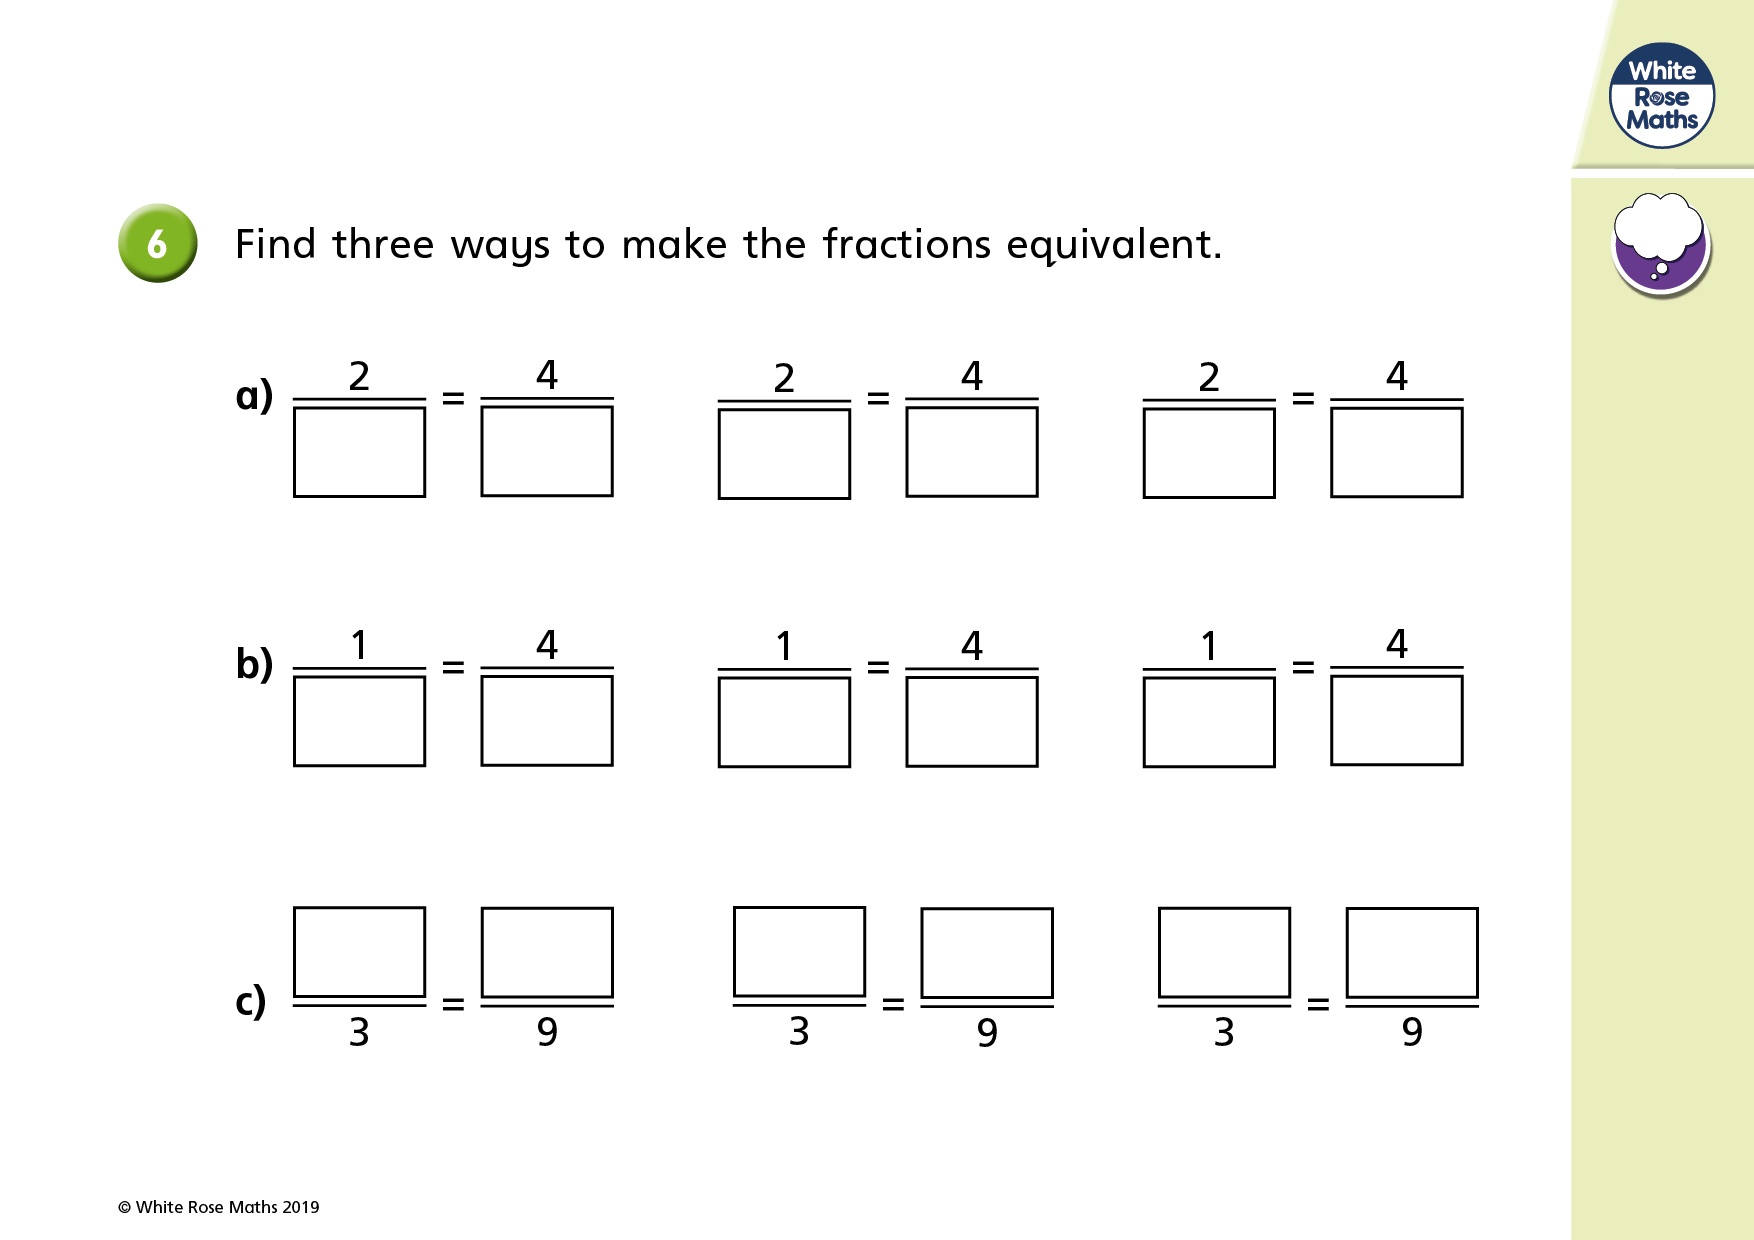 White
Rose
Maths
6 Find three ways to make the fractions equivalent.
a) 2/ = 4/ 2/ = 4/ 2/ = 4/
b) 1/ = 4/ 1/ = 4/ 1/ = 4/
c) /3 = /9 /3 = /9 /3 = /9
© White Rose Maths 2019